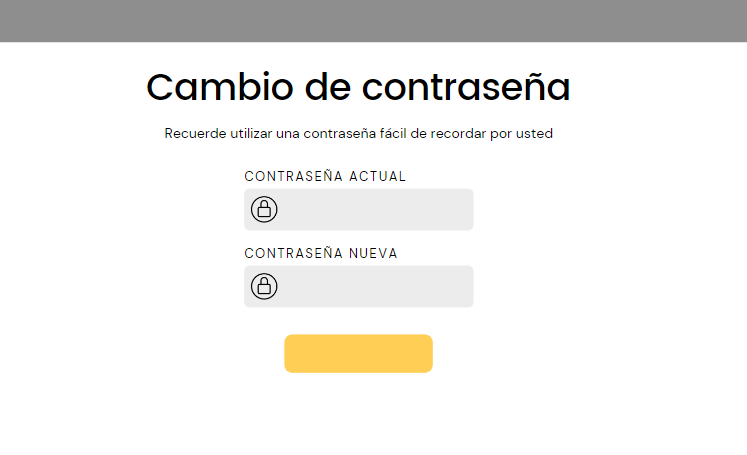 Cambio de contraseña
Recuerde utilizar una contraseña fácil de recordar por usted
CONTRASEÑA ACTUAL
CONTRASEÑA NUEVA